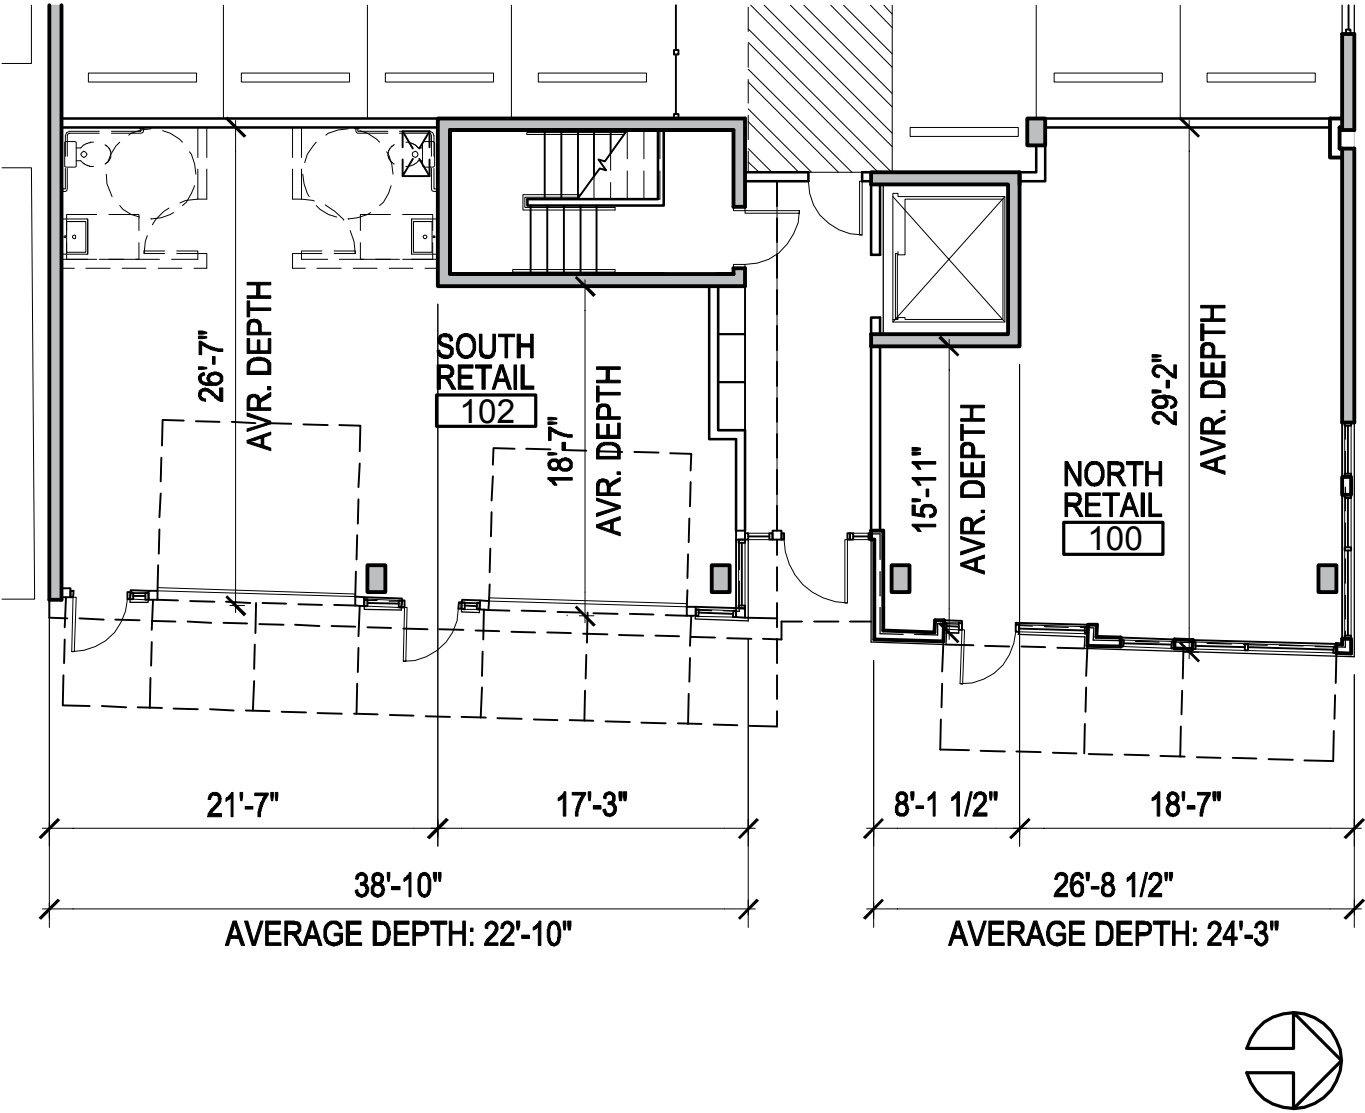 26'-7"
AVR. DEPTH
SOUTH
RETAIL
102
18'-7"
AVR. DEPTH
15'-11"
AVR. DEPTH
29'-2"
AVR. DEPTH
NORTH
RETAIL
100
21'-7"
17'-3"
8'-1 1/2"
18'-7"
38'-10"
26'-8 1/2"
AVERAGE DEPTH: 22'-10"
AVERAGE DEPTH: 24'-3"